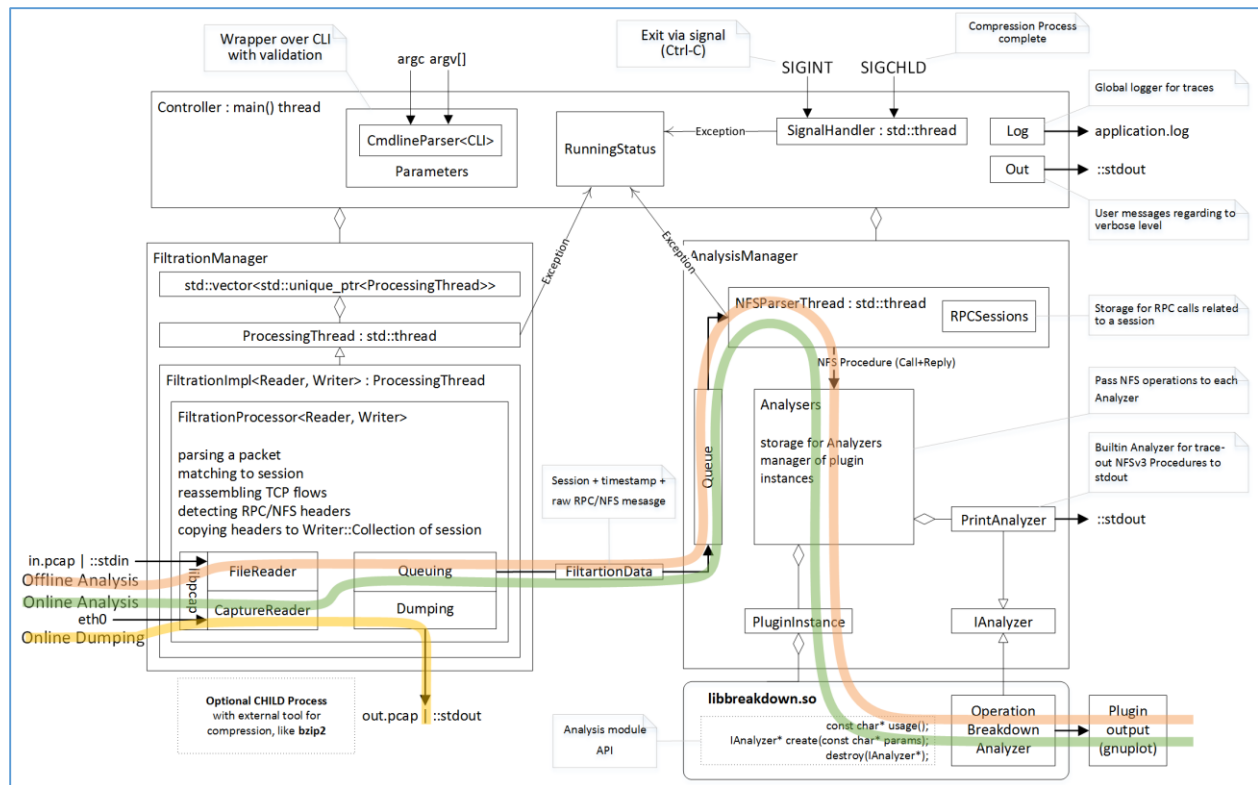 Wrapper over CLI
with validation
argc argv[]
Exit via signal
(Ctrl-C)
SIGINT
SIGCHLD
Compression Process
complete
Controller : main() thread
CmdlineParser<CLI>
Parameters
RunningStatus
Exception
SignalHandler : std::thread
Log
application.log
Global logger for traces
Out
::stdout
User messages regarding to
verbose level
FiltrationManager
std::vector<std::unique_ptr<ProcessingThread>>
ProcessingThread : std::thread
Exception
FiltrationImpl<Reader, Writer> : ProcessingThread
FiltrationProcessor<Reader, Writer>
parsing a packet
matching to session
reassembling TCP flows
detecting RPC/NFS headers
copying headers to Writer::Collection of session
in.pcap | ::stdin
Offline Analysis
Online Analysis
eth0
Online Dumping
libpcap
FileReader
CaptureReader
Queuing
Dumping
Optional CHILD Process
with external tool for
compression, like bzip2
out.pcap | ::stdout
Session + timestamp +
raw RPC/NFS mesasge
FiltartionData
Queue
Exception
AnalysisManager
NFSParserThread : std::thread
RPCSessions
Storage for RPC calls related
to a session
NFS Procedure (Call+Reply)
Analysers
storage for Analyzers
manager of plugin
instances
Pass NFS operations to each
Analyzer
Builtin Analyzer for trace-
out NFSv3 Procedures to
stdout
PrintAnalyzer
::stdout
PluginInstance
IAnalyzer
Analysis module
API
libbreakdown.so
const char* usage();
IAnalyzer* create(const char* params);
destroy(IAnalyzer*);
Operation
Breakdown
Analyzer
Plugin
output
(gnuplot)